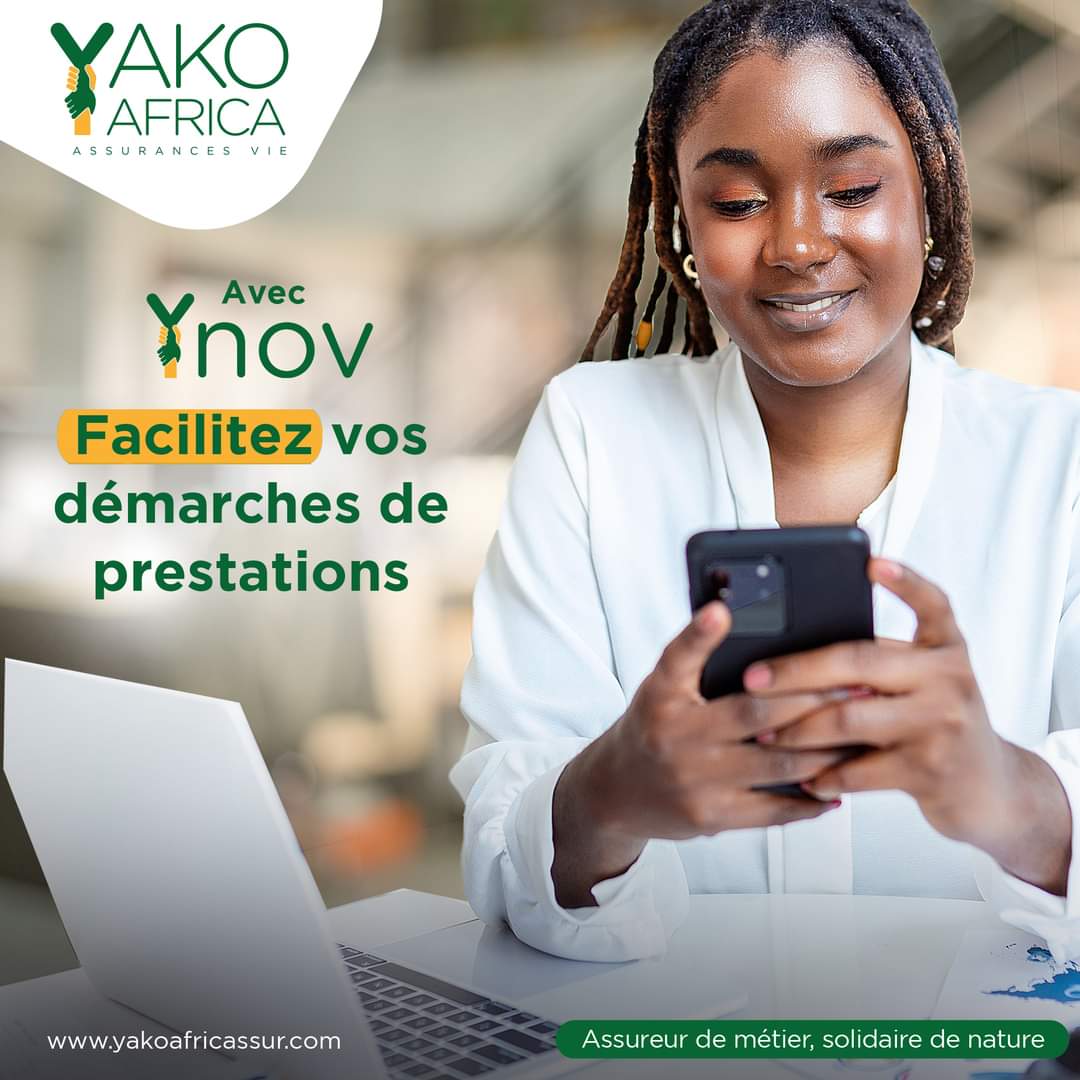 YAKO
AFRICA
ASSURANCES VIE
Avec
Ynov
Facilitez vos
démarches de
prestations
www.yakoafricassur.com
Assureur de métier, solidaire de nature